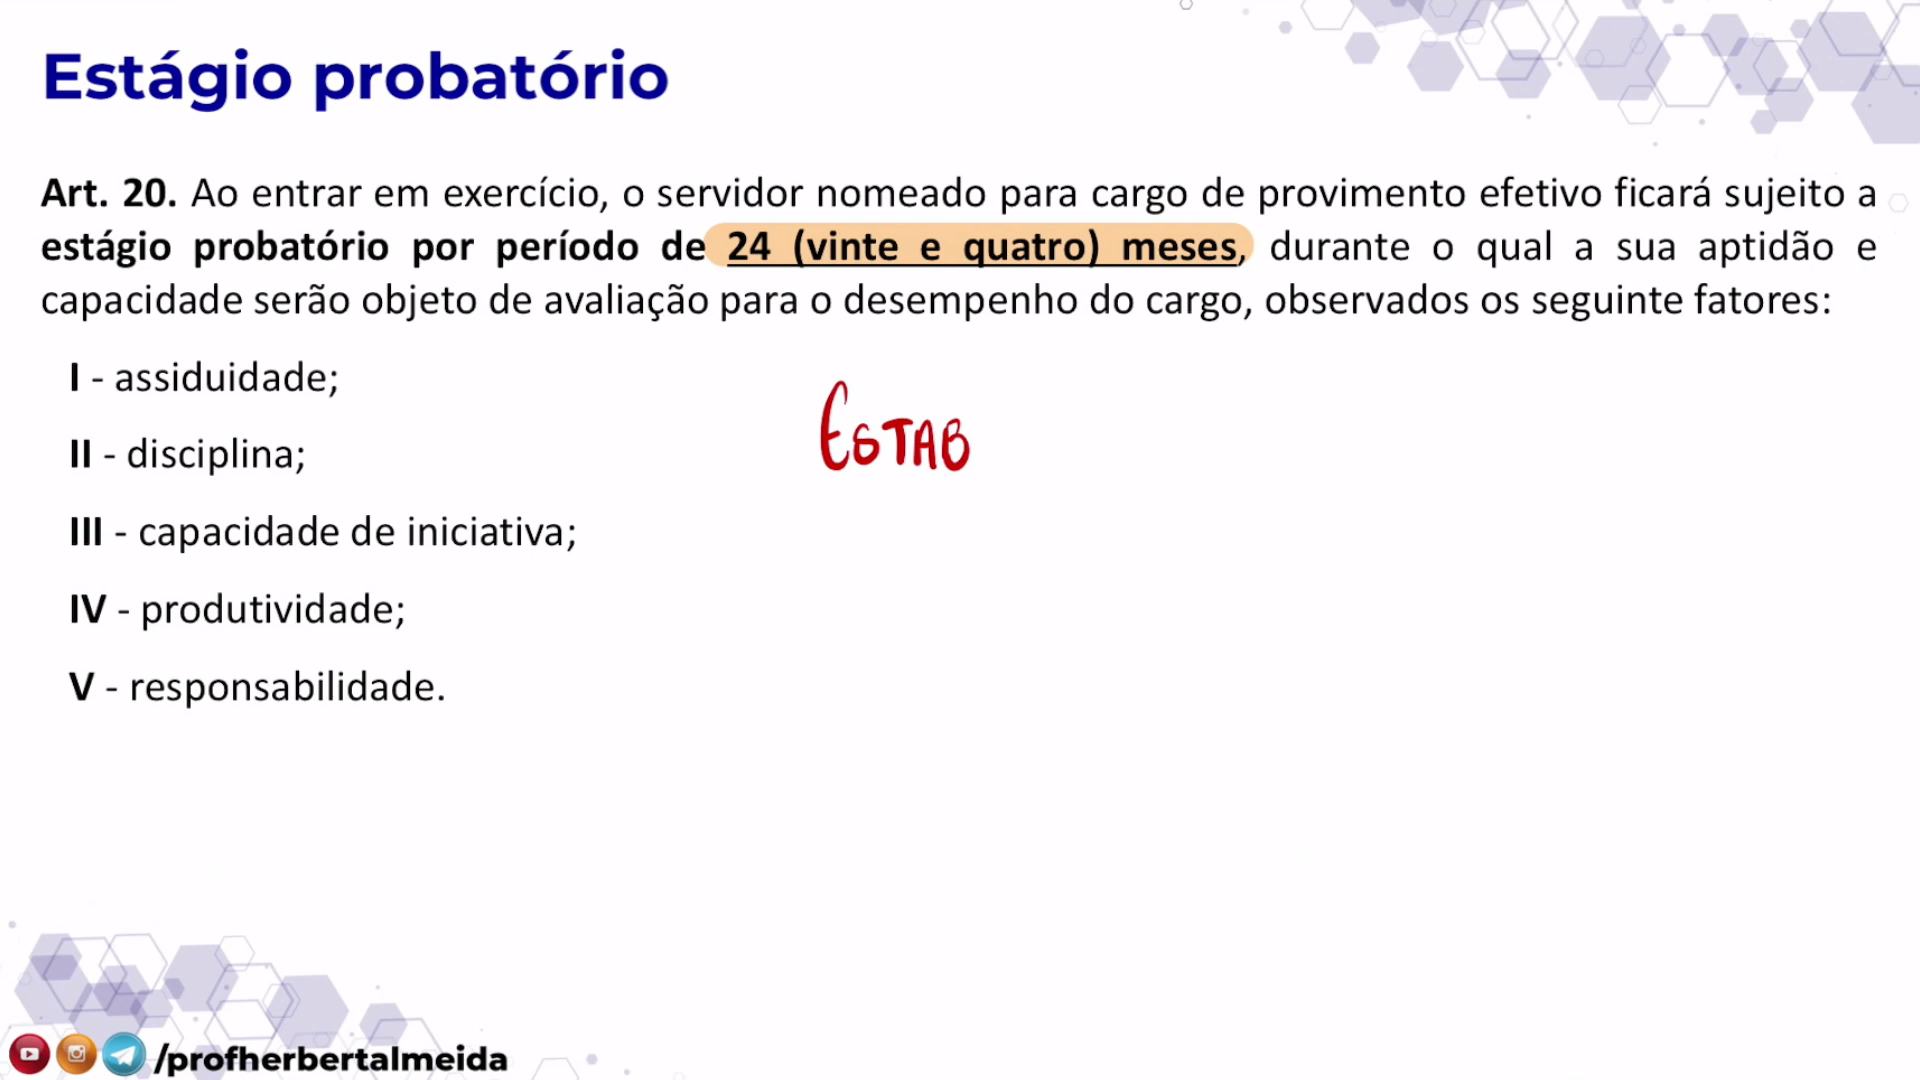 Estágio probatório
Art. 20. Ao entrar em exercício, o servidor nomeado para cargo de provimento efetivo ficará sujeito a
estágio probatório por período de 24 (vinte e quatro) meses, durante o qual a sua aptidão e
capacidade serão objeto de avaliação para o desempenho do cargo, observados os seguinte fatores:
I - assiduidade;
ESTAB
II - disciplina;
III - capacidade de iniciativa;
IV - produtividade;
V - responsabilidade.
/profherbertalmeida